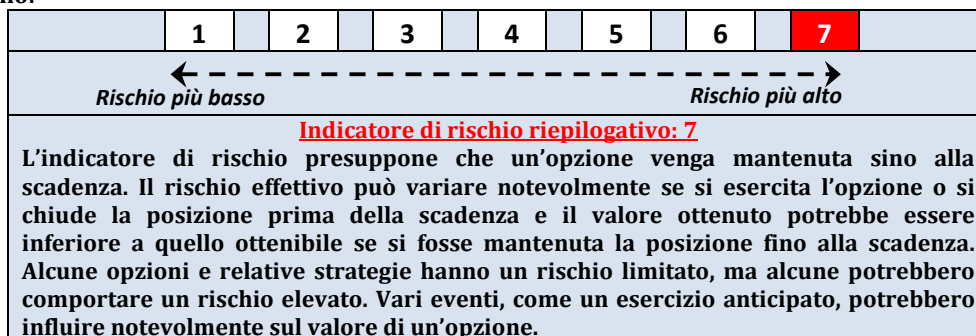 1 2 3 4 5 6 7
Rischio più basso Rischio più alto
Indicatore di rischio riepilogativo: 7
L’indicatore di rischio presuppone che un’opzione venga mantenuta sino alla
scadenza. Il rischio effettivo può variare notevolmente se si esercita l’opzione o si
chiude la posizione prima della scadenza e il valore ottenuto potrebbe essere
inferiore a quello ottenibile se si fosse mantenuta la posizione fino alla scadenza.
Alcune opzioni e relative strategie hanno un rischio limitato, ma alcune potrebbero
comportare un rischio elevato. Vari eventi, come un esercizio anticipato, potrebbero
influire notevolmente sul valore di un’opzione.